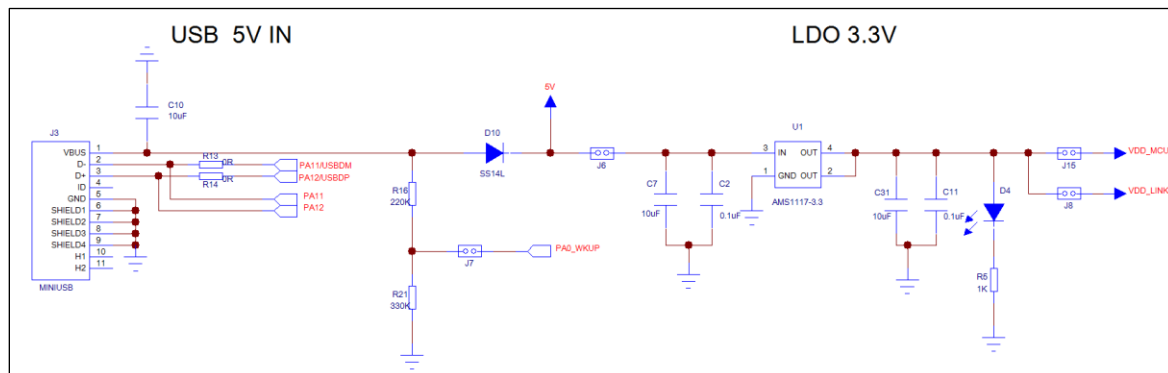 USB 5V IN
LDO 3.3V
C10
10uF
J3
MINIUSB
VBUS 1
D- 2
D+ 3
ID 4
GND 5
SHIELD1 6
SHIELD2 7
SHIELD3 8
SHIELD4 9
H1 10
H2 11
R13
0R
R14
0R
PA11/USBDM
PA12/USBDP
PA11
PA12
R16
220K
R21
330K
J7
PA0_WKUP
D10
SS14L
5V
J6
C7
10uF
C2
0.1uF
U1
3 IN OUT 4
1 GND OUT 2
AMS1117-3.3
C31
10uF
C11
0.1uF
D4
R5
1K
J15
VDD_MCU
J8
VDD_LINK